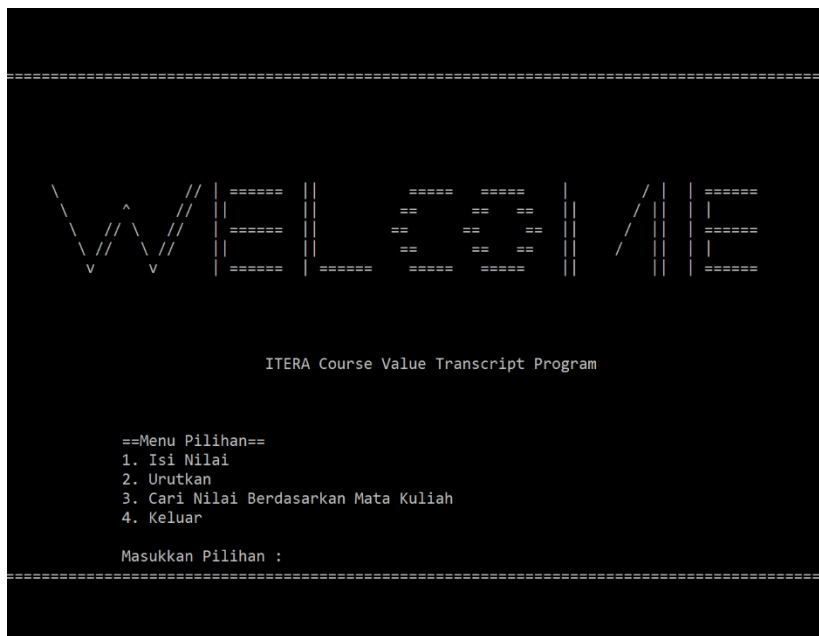 WELCOME
ITERA Course Value Transcript Program
==Menu Pilihan==
1. Isi Nilai
2. Urutkan
3. Cari Nilai Berdasarkan Mata Kuliah
4. Keluar
Masukkan Pilihan :